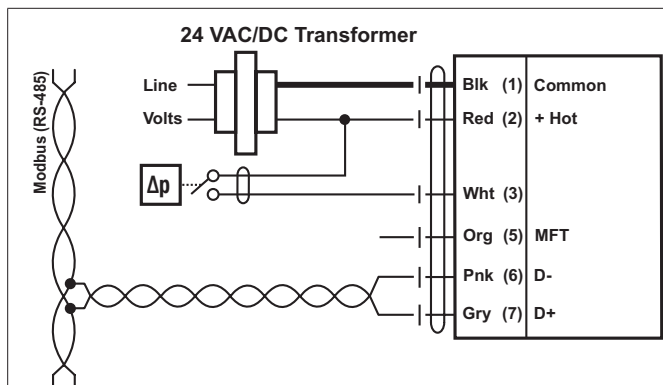 24 VAC/DC Transformer
Modbus (RS-485)
Line
Volts
Δp
Blk (1) Common
Red (2) + Hot
Wht (3)
Org (5) MFT
Pnk (6) D-
Gry (7) D+